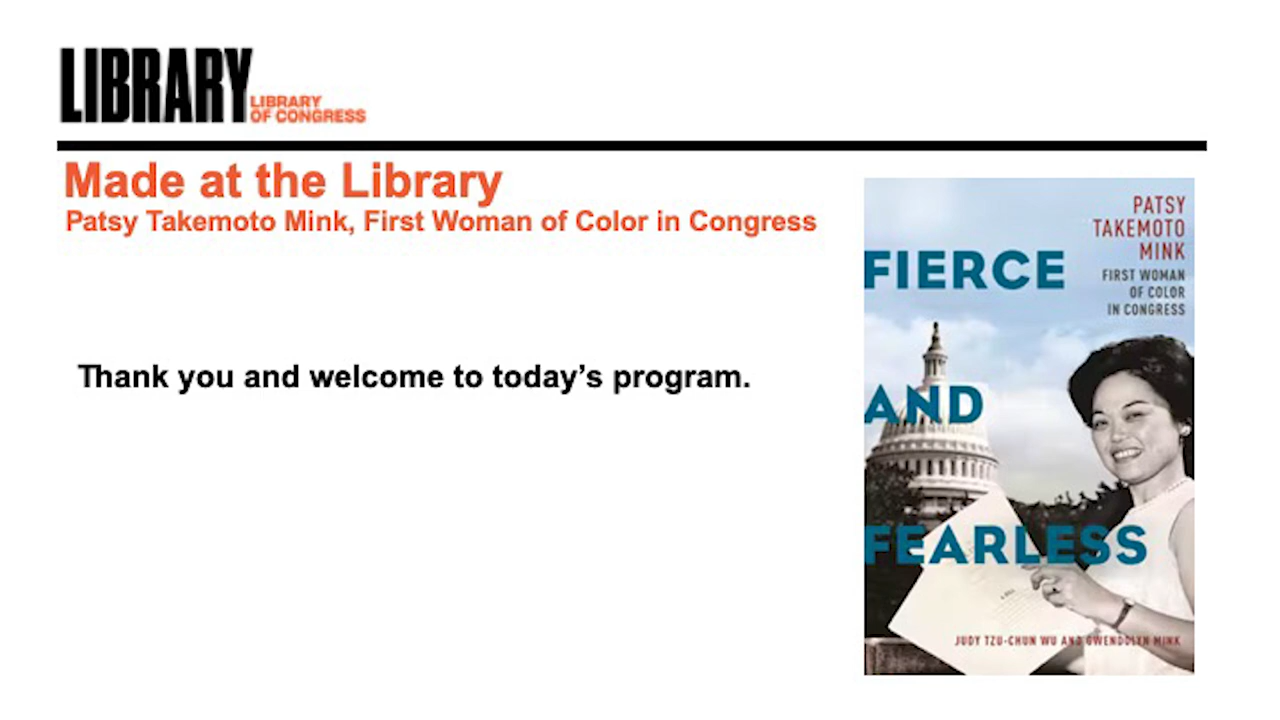 LIBRARY
LIBRARY
OF CONGRESS
Made at the Library
Patsy Takemoto Mink, First Woman of Color in Congress
Thank you and welcome to today’s program.
PATSY
TAKEMOTO
MINK
FIRST WOMAN
OF COLOR
IN CONGRESS
FIERCE
AND
FEARLESS
JUDY TZU-CHUN WU AND GWENDOLYN MINK